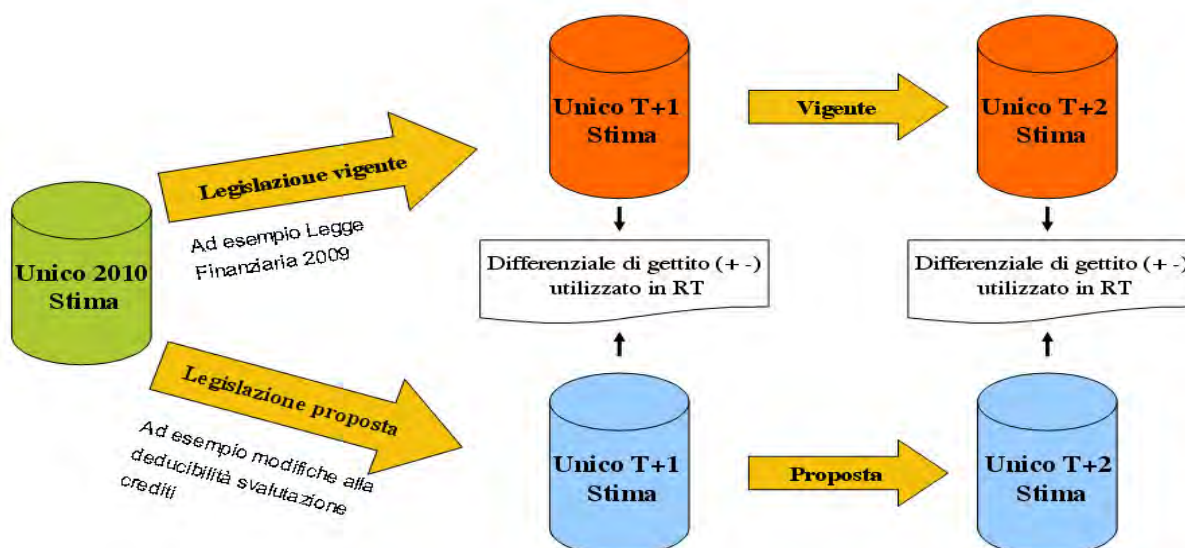 Unico 2010
Stima
Legislazione vigente
Ad esempio Legge
Finanziaria 2009
Legislazione proposta
Ad esempio modifiche alla
deducibilità svalutazione
crediti
Unico T+1
Stima
Vigente
Unico T+2
Stima
Differenziale di gettito (+ -)
utilizzato in RT
Differenziale di gettito (+ -)
utilizzato in RT
Unico T+1
Stima
Proposta
Unico T+2
Stima